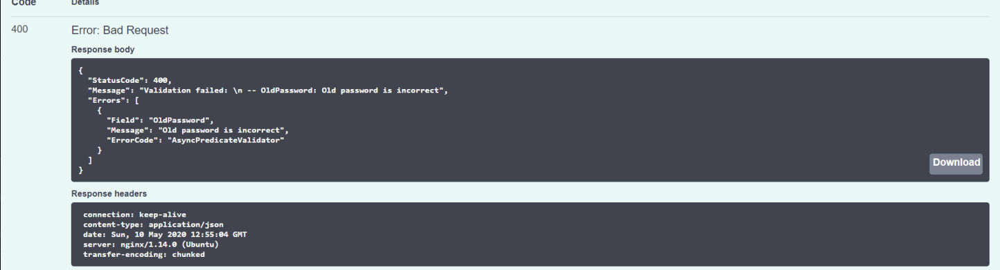 Code Details
400 Error: Bad Request
Response body
{
  "StatusCode": 400,
  "Message": "Validation failed: \n -- OldPassword: Old password is incorrect",
  "Errors": [
    {
      "Field": "OldPassword",
      "Message": "Old password is incorrect",
      "ErrorCode": "AsyncPredicateValidator"
    }
  ]
}
Download
Response headers
connection: keep-alive
content-type: application/json
date: Sun, 10 May 2020 12:55:04 GMT
server: nginx/1.14.0 (Ubuntu)
transfer-encoding: chunked